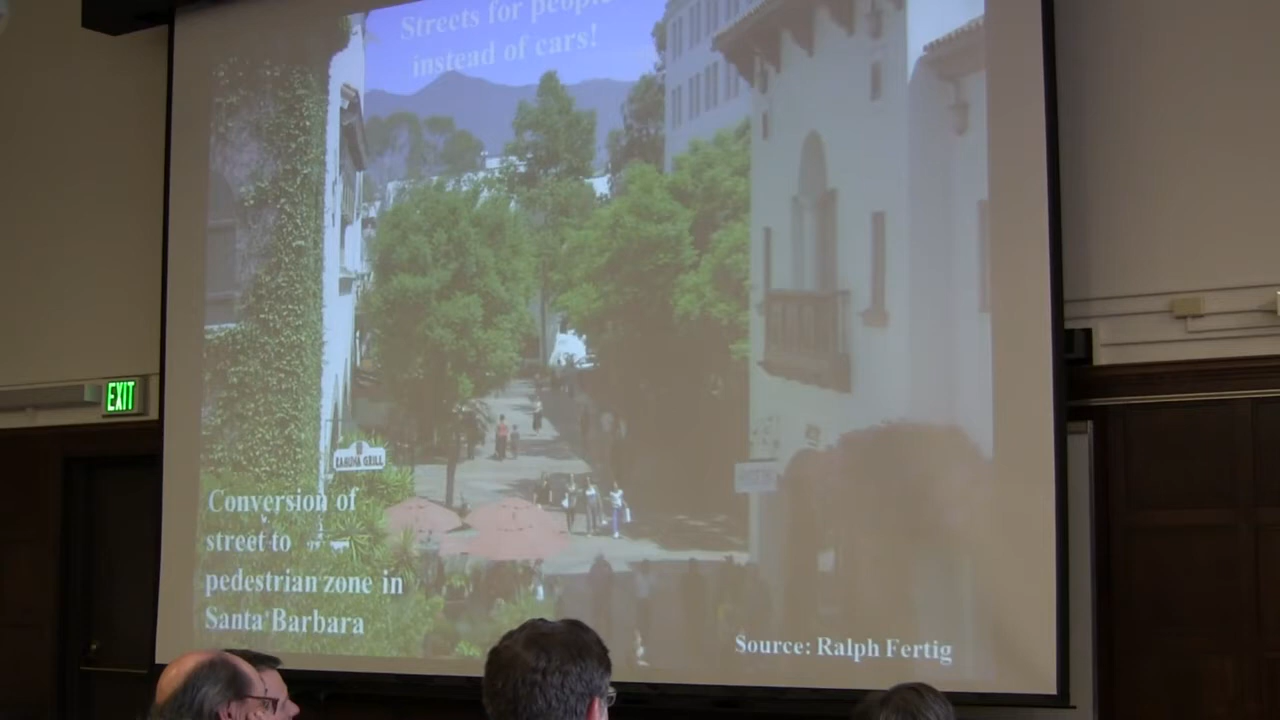 Streets for people
instead of cars!
EXIT
GRILL
Conversion of
street to
pedestrian zone in
Santa Barbara
Source: Ralph Fertig